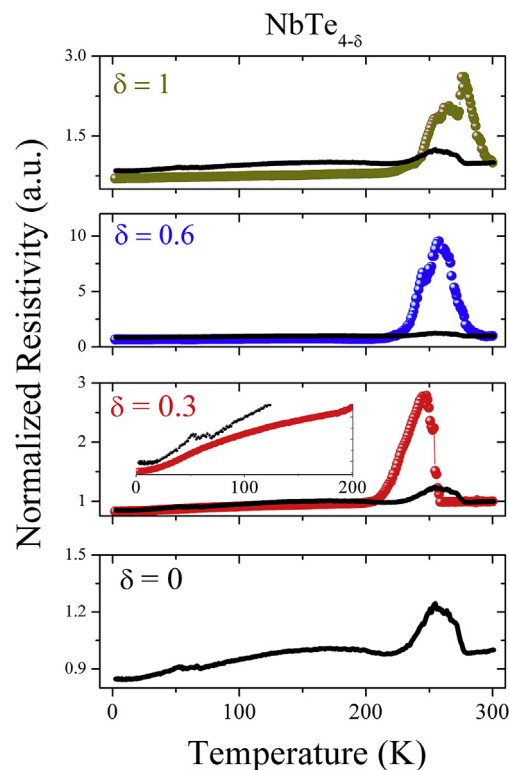 NbTe4-δ
Normalized Resistivity (a.u.)
3.0
δ = 1
1.5
10
δ = 0.6
5
0
3
δ = 0.3
2
0 100 200
1
1.5
δ = 0
1.2
0.9
0 100 200 300
Temperature (K)